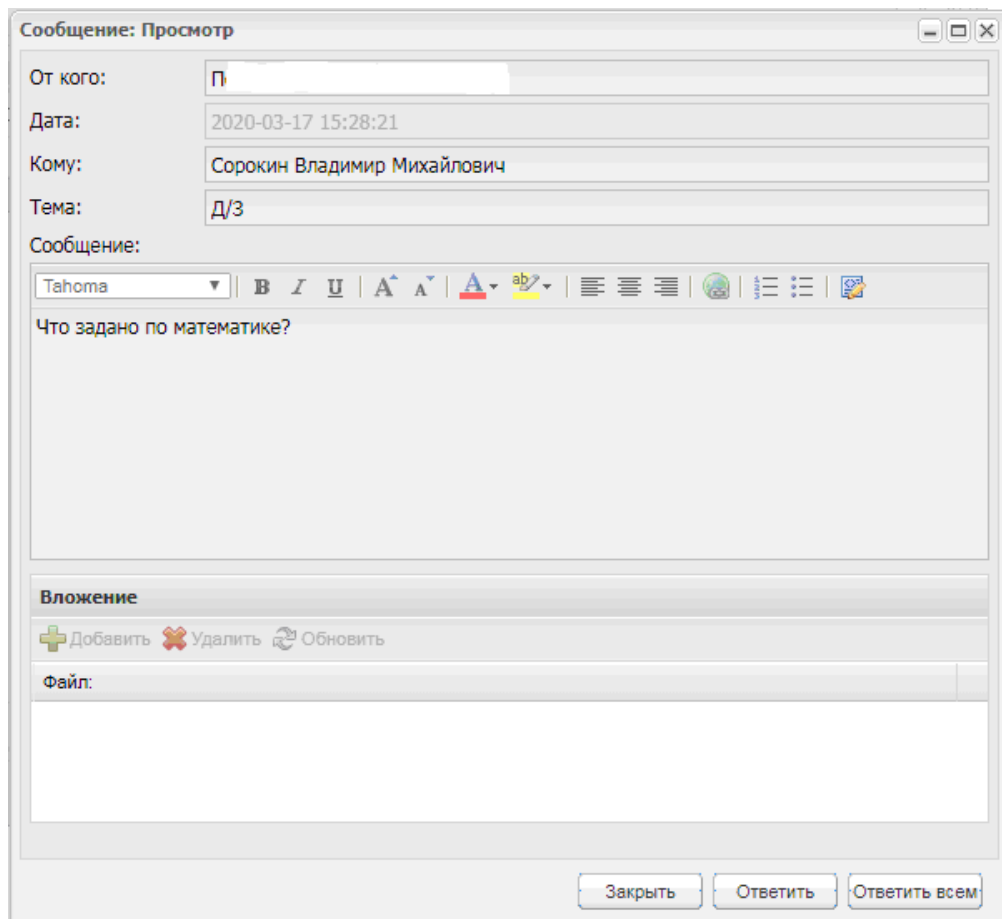 Сообщение: Просмотр
От кого:
Дата: 2020-03-17 15:28:21
Кому: Сорокин Владимир Михайлович
Тема: Д/З
Сообщение:
Tahoma
Что задано по математике?
Вложение
Добавить Удалить Обновить
Файл:
Закрыть Ответить Ответить всем